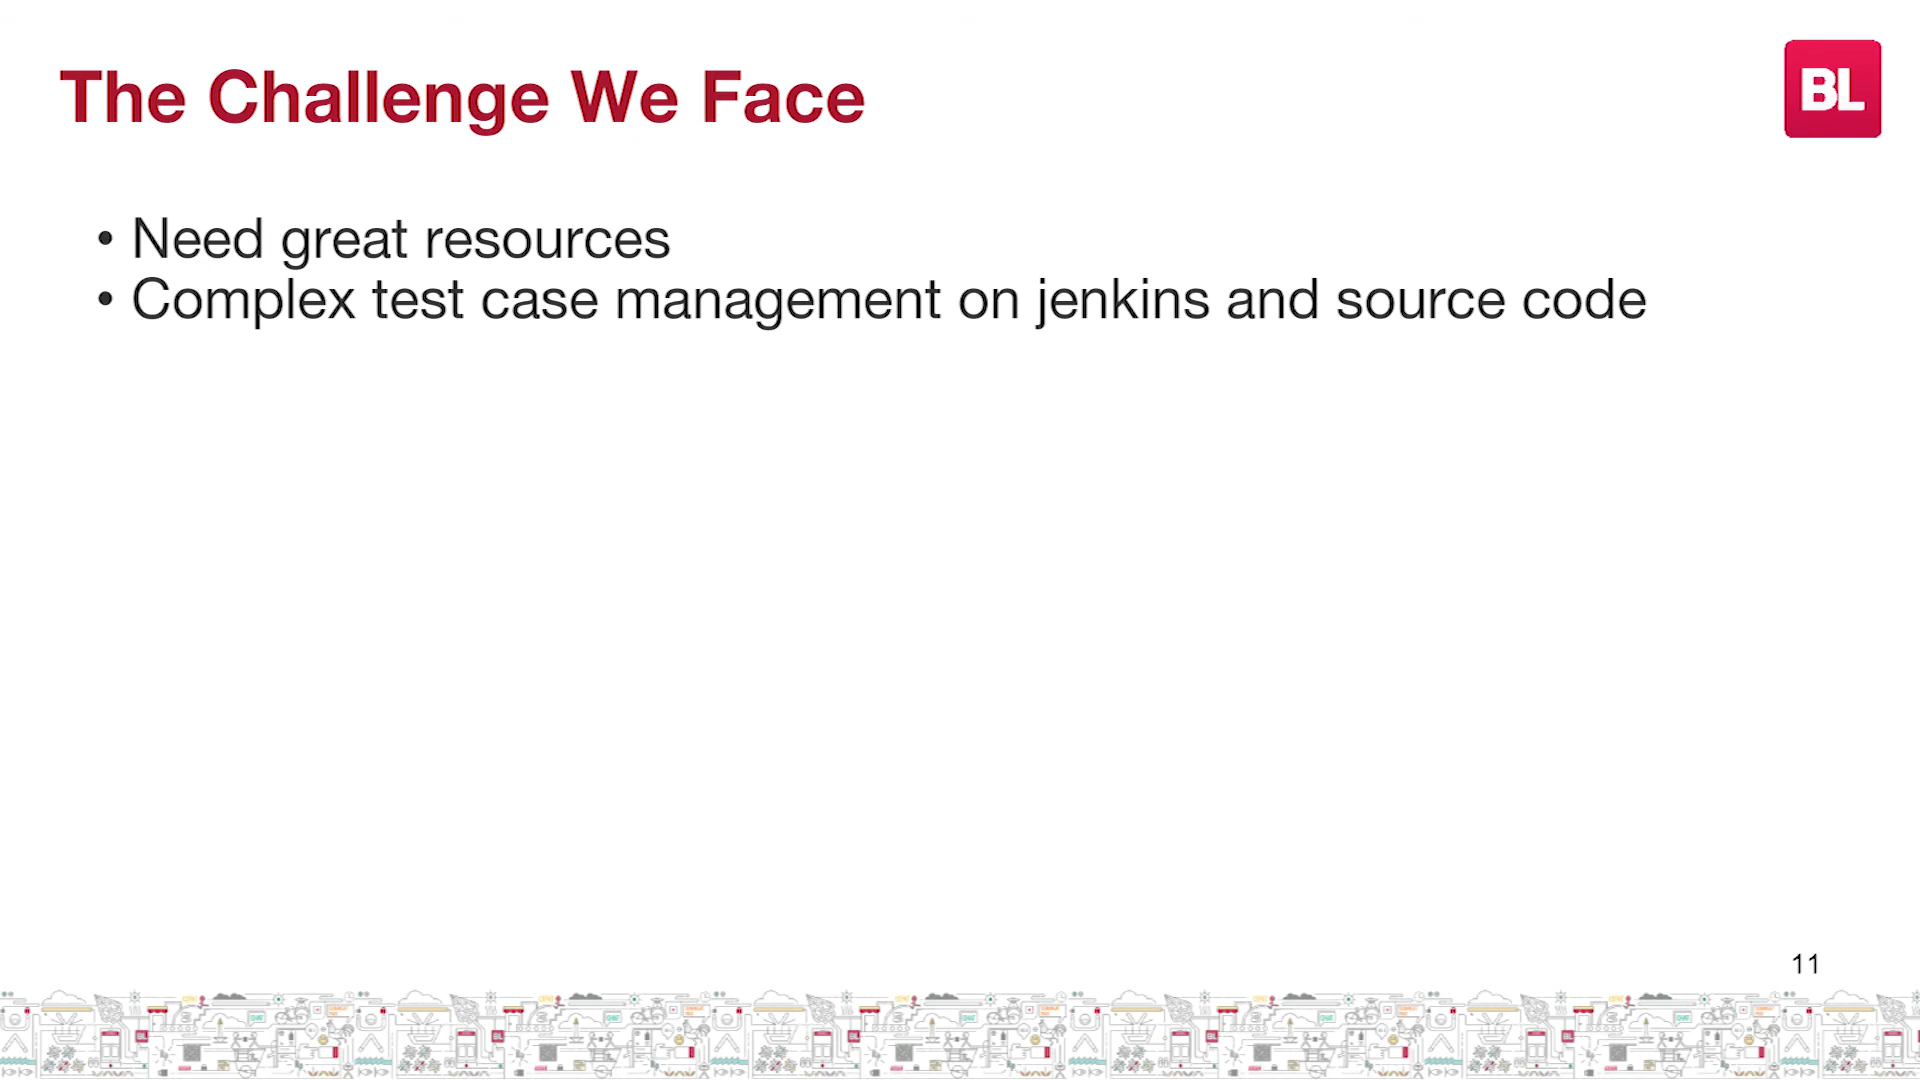 The Challenge We Face
BL
• Need great resources
• Complex test case management on jenkins and source code
11